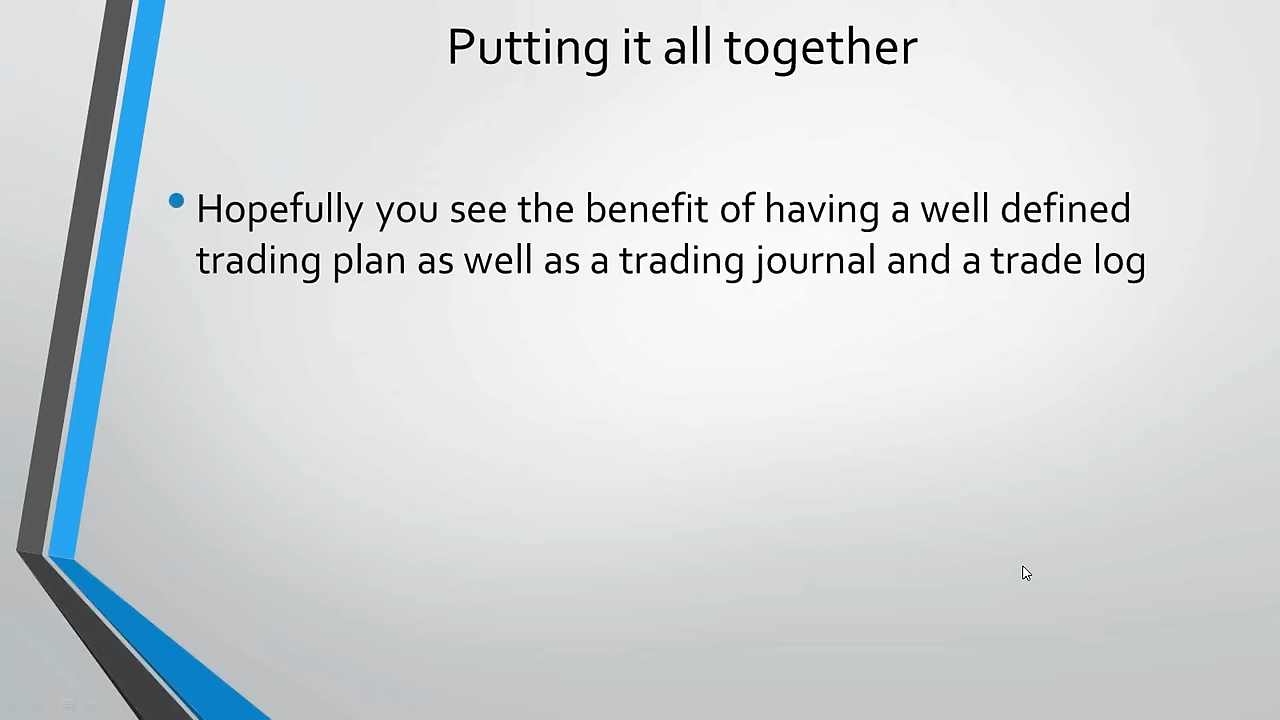 Putting it all together
Hopefully you see the benefit of having a well defined
trading plan as well as a trading journal and a trade log